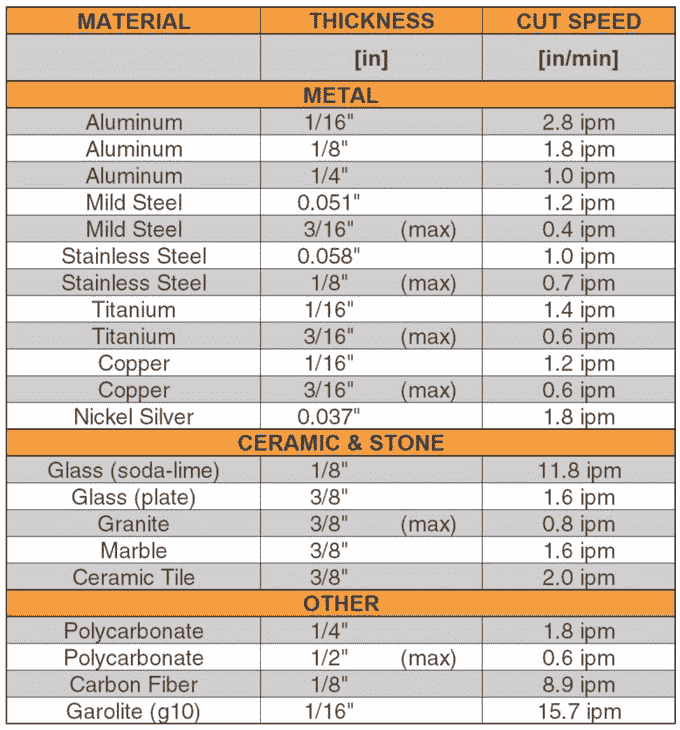 MATERIAL THICKNESS CUT SPEED
[in] [in/min]
METAL
Aluminum 1/16" 2.8 ipm
Aluminum 1/8" 1.8 ipm
Aluminum 1/4" 1.0 ipm
Mild Steel 0.051" 1.2 ipm
Mild Steel 3/16" (max) 0.4 ipm
Stainless Steel 0.058" 1.0 ipm
Stainless Steel 1/8" (max) 0.7 ipm
Titanium 1/16" 1.4 ipm
Titanium 3/16" (max) 0.6 ipm
Copper 1/16" 1.2 ipm
Copper 3/16" (max) 0.6 ipm
Nickel Silver 0.037" 1.8 ipm
CERAMIC & STONE
Glass (soda-lime) 1/8" 11.8 ipm
Glass (plate) 3/8" 1.6 ipm
Granite 3/8" (max) 0.8 ipm
Marble 3/8" 1.6 ipm
Ceramic Tile 3/8" 2.0 ipm
OTHER
Polycarbonate 1/4" 1.8 ipm
Polycarbonate 1/2" (max) 0.6 ipm
Carbon Fiber 1/8" 8.9 ipm
Garolite (g10) 1/16" 15.7 ipm